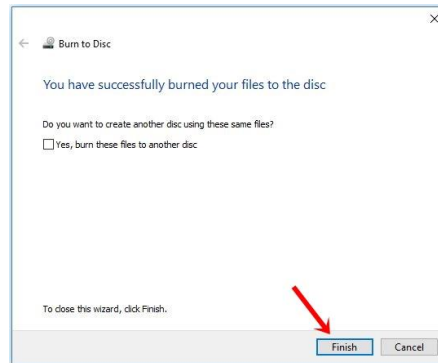 Burn to Disc
You have successfully burned your files to the disc
Do you want to create another disc using these same files?
Yes, burn these files to another disc
To close this wizard, click Finish.
Finish Cancel